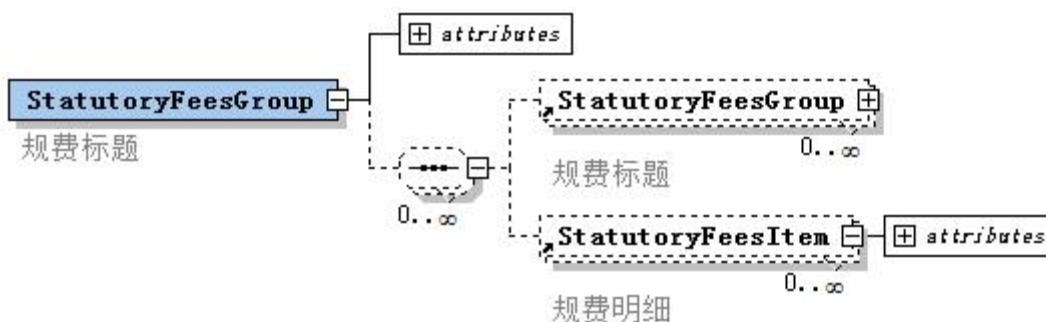 attributes
StatutoryFeesGroup
规费标题
0..∞
StatutoryFeesGroup
0..∞
规费标题
StatutoryFeesItem
attributes
0..∞
规费明细